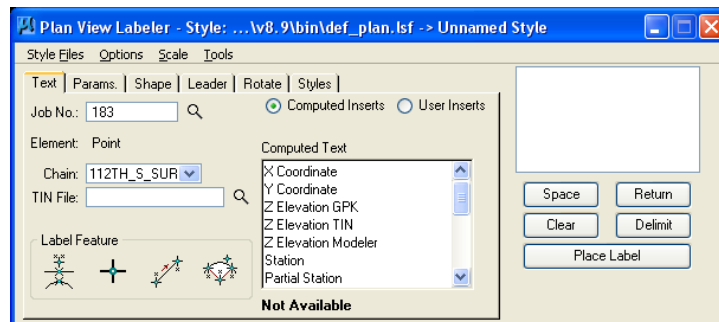 Plan View Labeler - Style: ...\v8.9\bin\def_plan.lsf -> Unnamed Style
Style Files Options Scale Tools
Text Params. Shape Leader Rotate Styles
Job No.: 183 Computed Inserts User Inserts
Element: Point Computed Text
Chain: 112TH_S_SUR
TIN File:
X Coordinate
Y Coordinate
Z Elevation GPK
Z Elevation TIN
Z Elevation Modeler
Station
Partial Station
Label Feature
Not Available
Space Return
Clear Delimit
Place Label